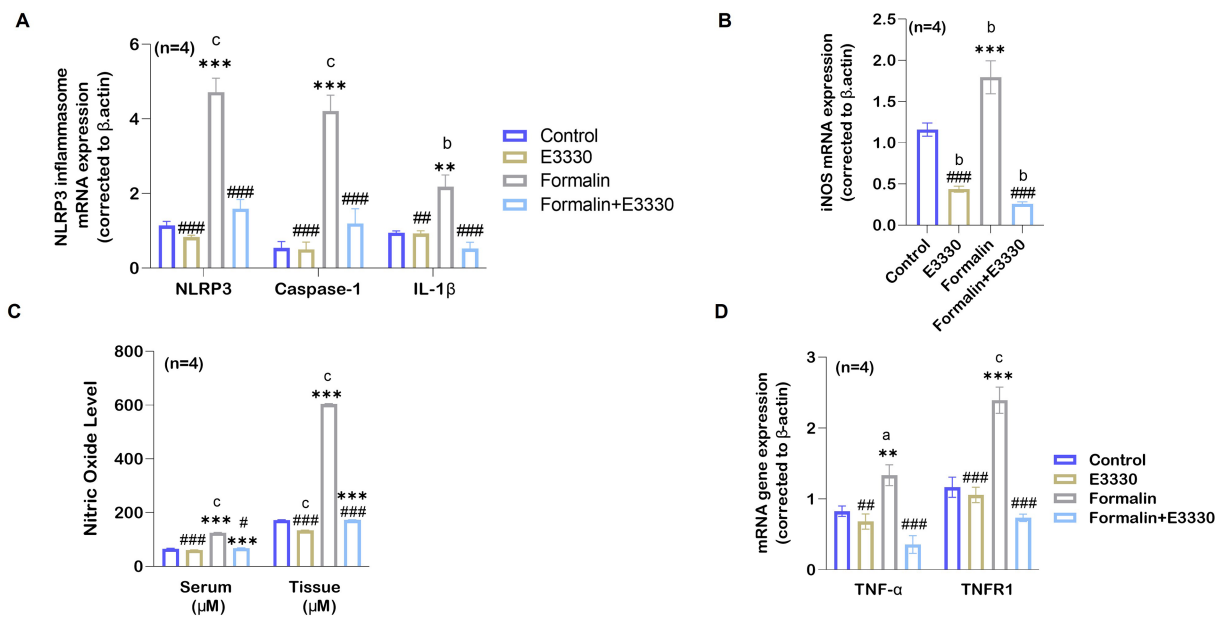 A
NLRP3 inflammasome
mRNA expression
(corrected to β.actin)
6
4
2
0
(n=4)
c
***
###
###
c
***
###
###
b
**
##
###
NLRP3
Caspase-1
IL-1β
Control
E3330
Formalin
Formalin+E3330
B
iNOS mRNA expression
(corrected to β.actin)
2.5
2.0
1.5
1.0
0.5
0.0
(n=4)
b
***
b
###
b
###
Control
E3330
Formalin
Formalin+E3330
C
Nitric Oxide Level
800
600
400
200
0
(n=4)
###
c
***
#
***
c
###
c
***
***
###
Serum
(μM)
Tissue
(μM)
D
mRNA gene expression
(corrected to β-actin)
3
2
1
0
(n=4)
##
a
**
###
###
c
***
###
TNF-α
TNFR1
Control
E3330
Formalin
Formalin+E3330